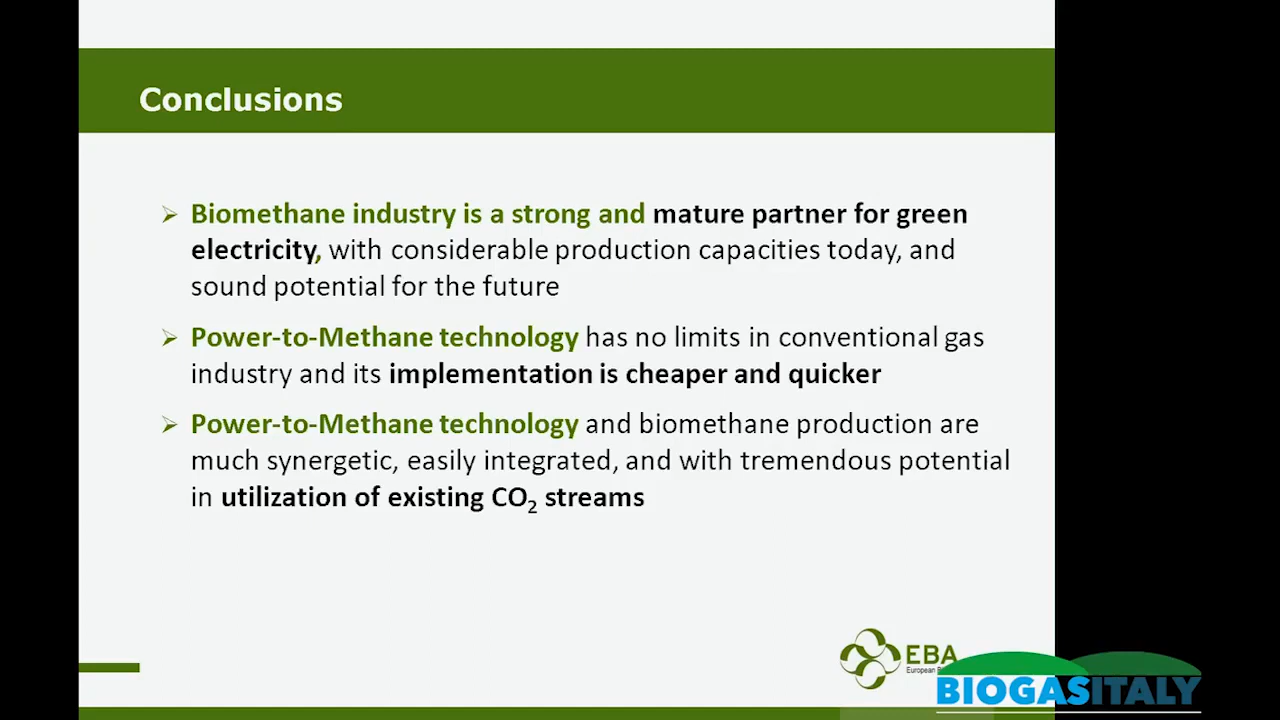 Conclusions
Biomethane industry is a strong and mature partner for green
electricity, with considerable production capacities today, and
sound potential for the future
Power-to-Methane technology has no limits in conventional gas
industry and its implementation is cheaper and quicker
Power-to-Methane technology and biomethane production are
much synergetic, easily integrated, and with tremendous potential
in utilization of existing CO₂ streams
EBA
European
BIOGASITALY